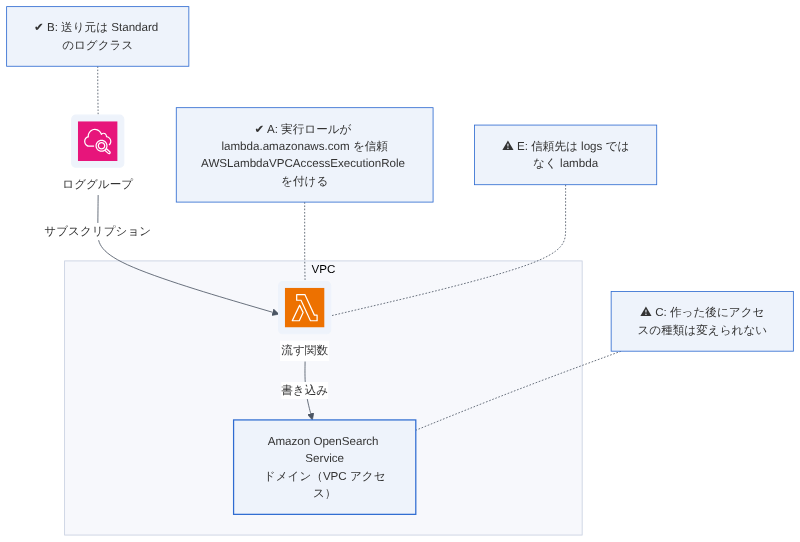 ✔ B: 送り元は Standard
のログクラス
✔ A: 実行ロールが
lambda.amazonaws.com を信頼
AWSLambdaVPCAccessExecutionRole
を付ける
⚠ E: 信頼先は logs では
なく lambda
ロググループ
サブスクリプション
VPC
⚠ C: 作った後にアクセ
スの種類は変えられない
流す関数
書き込み
Amazon OpenSearch
Service
ドメイン（VPC アクセ
ス）